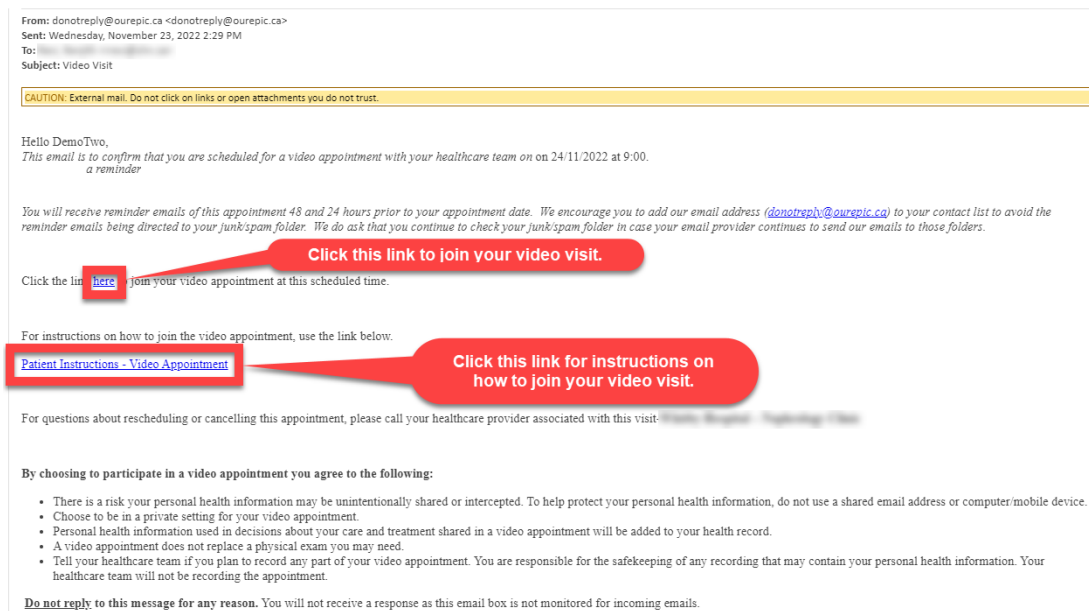 From: donotreply@ourepic.ca <donotreply@ourepic.ca>
Sent: Wednesday, November 23, 2022 2:29 PM
To:
Subject: Video Visit
CAUTION: External mail. Do not click on links or open attachments you do not trust.
Hello DemoTwo,
This email is to confirm that you are scheduled for a video appointment with your healthcare team on on 24/11/2022 at 9:00.
a reminder
You will receive reminder emails of this appointment 48 and 24 hours prior to your appointment date. We encourage you to add our email address (donotreply@ourepic.ca) to your contact list to avoid the
reminder emails being directed to your junk/spam folder. We do ask that you continue to check your junk/spam folder in case your email provider continues to send our emails to those folders.
Click this link to join your video visit.
Click the lin here join your video appointment at this scheduled time.
For instructions on how to join the video appointment, use the link below.
Patient Instructions - Video Appointment
Click this link for instructions on
how to join your video visit.
For questions about rescheduling or cancelling this appointment, please call your healthcare provider associated with this visit-
By choosing to participate in a video appointment you agree to the following:
• There is a risk your personal health information may be unintentionally shared or intercepted. To help protect your personal health information, do not use a shared email address or computer/mobile device.
• Choose to be in a private setting for your video appointment.
• Personal health information used in decisions about your care and treatment shared in a video appointment will be added to your health record.
• A video appointment does not replace a physical exam you may need.
• Tell your healthcare team if you plan to record any part of your video appointment. You are responsible for the safekeeping of any recording that may contain your personal health information. Your
healthcare team will not be recording the appointment.
Do not reply to this message for any reason. You will not receive a response as this email box is not monitored for incoming emails.